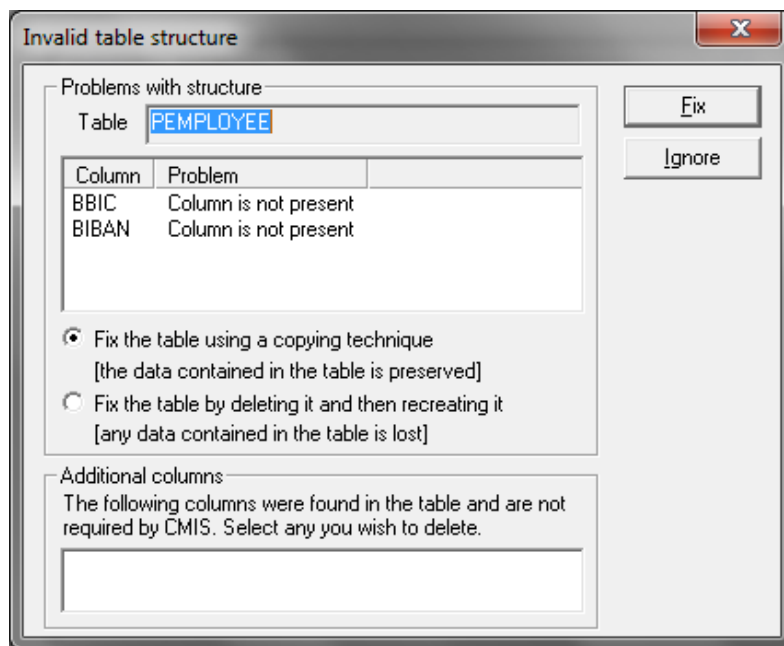 Invalid table structure
Problems with structure
Table PEMPLOYEE
Fix
Ignore
Column Problem
BBIC Column is not present
BIBAN Column is not present
Fix the table using a copying technique
[the data contained in the table is preserved]
Fix the table by deleting it and then recreating it
[any data contained in the table is lost]
Additional columns
The following columns were found in the table and are not
required by CMIS. Select any you wish to delete.